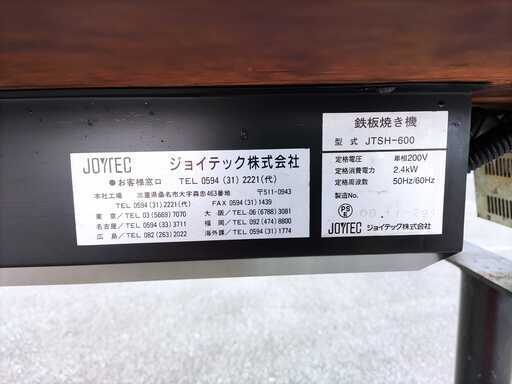 JOYTEC ジョイテック株式会社
●お客様窓口 TEL 0594 (31) 2221 (代)
本社工場 三重県桑名市大字森忠463番地 〒511-0943
TEL 0594 (31) 2221(代) FAX 0594 (31) 1439
東京/TEL 03 (5669) 7070 大阪/TEL 06 (6788) 3081
名古屋/TEL 0594 (33) 3711 福岡/TEL 092 (474) 8800
広島/TEL 082 (263) 2022 海外課/TEL 0594 (31) 1774
鉄板焼き機
型式 JTSH-600
定格電圧 単相200V
定格消費電力 2.4kW
定格周波数 50Hz/60Hz
製造No.
PS E
JOYTEC ジョイテック株式会社